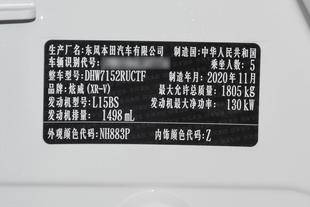 生产厂名：东风本田汽车有限公司 制造国：中华人民共和国
车辆识别代号： 乘坐人数：5
整车型号：DHW7152RUCTF 制造年月：2020年11月
品牌：炫威（XR-V） 最大允许总质量：1805 kg
发动机型号：L15BS 发动机最大净功率：130 kW
发动机排量：1498 mL
外观颜色代码：NH883P 内饰颜色代码：Z